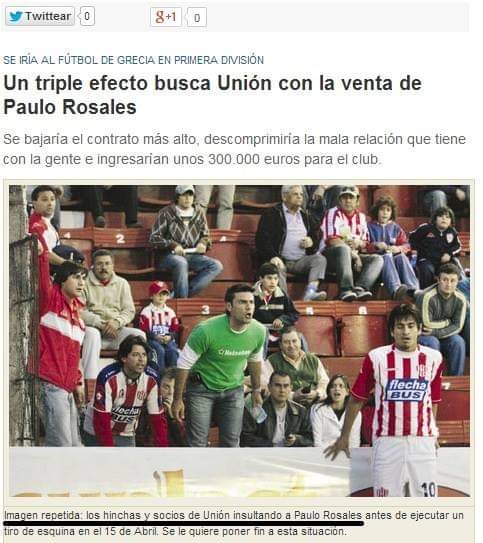 Twittear 0
g+1 0
SE IRÍA AL FÚTBOL DE GRECIA EN PRIMERA DIVISIÓN
Un triple efecto busca Unión con la venta de
Paulo Rosales
Se bajaría el contrato más alto, descomprimiría la mala relación que tiene
con la gente e ingresarían unos 300.000 euros para el club.
2
3
Heineken
flecha
flecha
BUS
10
Imagen repetida: los hinchas y socios de Unión insultando a Paulo Rosales antes de ejecutar un
tiro de esquina en el 15 de Abril. Se le quiere poner fin a esta situación.